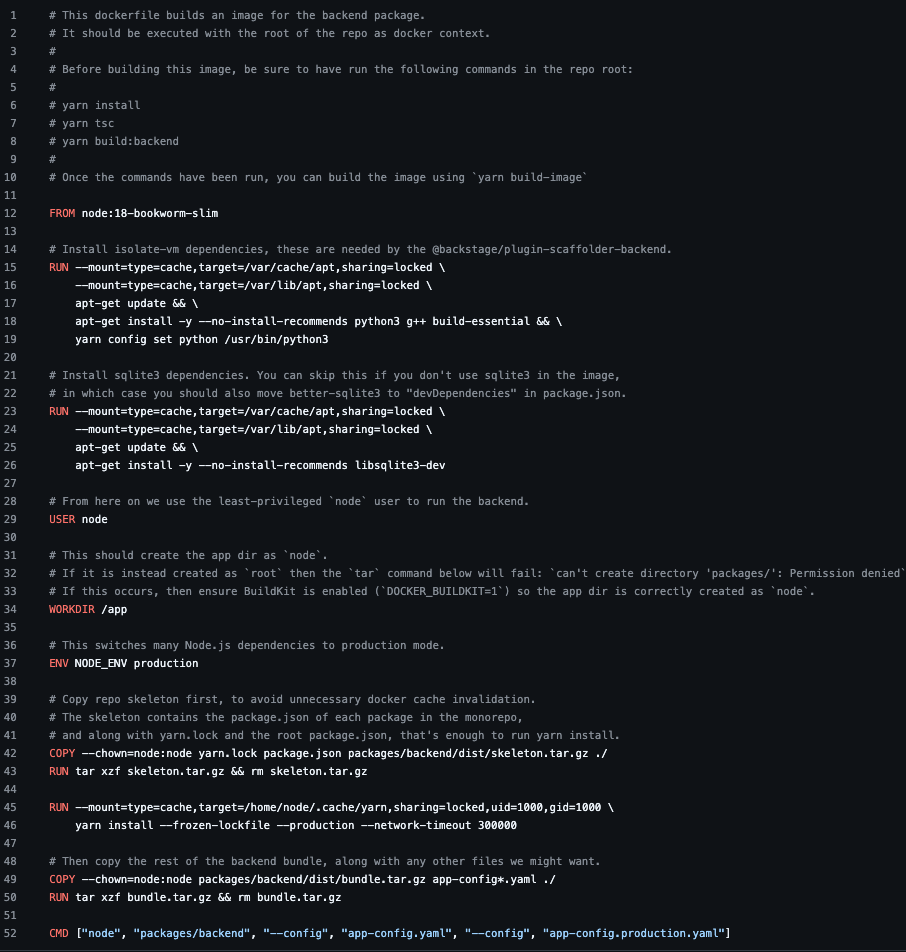 1 # This dockerfile builds an image for the backend package.
2 # It should be executed with the root of the repo as docker context.
3 #
4 # Before building this image, be sure to have run the following commands in the repo root:
5 #
6 # yarn install
7 # yarn tsc
8 # yarn build:backend
9 #
10 # Once the commands have been run, you can build the image using `yarn build-image`
11
12 FROM node:18-bookworm-slim
13
14 # Install isolate-vm dependencies, these are needed by the @backstage/plugin-scaffolder-backend.
15 RUN --mount=type=cache,target=/var/cache/apt,sharing=locked \
16     --mount=type=cache,target=/var/lib/apt,sharing=locked \
17     apt-get update && \
18     apt-get install -y --no-install-recommends python3 g++ build-essential && \
19     yarn config set python /usr/bin/python3
20
21 # Install sqlite3 dependencies. You can skip this if you don't use sqlite3 in the image,
22 # in which case you should also move better-sqlite3 to "devDependencies" in package.json.
23 RUN --mount=type=cache,target=/var/cache/apt,sharing=locked \
24     --mount=type=cache,target=/var/lib/apt,sharing=locked \
25     apt-get update && \
26     apt-get install -y --no-install-recommends libsqlite3-dev
27
28 # From here on we use the least-privileged `node` user to run the backend.
29 USER node
30
31 # This should create the app dir as `node`.
32 # If it is instead created as `root` then the `tar` command below will fail: `can't create directory 'packages/': Permission denied`
33 # If this occurs, then ensure BuildKit is enabled (`DOCKER_BUILDKIT=1`) so the app dir is correctly created as `node`.
34 WORKDIR /app
35
36 # This switches many Node.js dependencies to production mode.
37 ENV NODE_ENV production
38
39 # Copy repo skeleton first, to avoid unnecessary docker cache invalidation.
40 # The skeleton contains the package.json of each package in the monorepo,
41 # and along with yarn.lock and the root package.json, that's enough to run yarn install.
42 COPY --chown=node:node yarn.lock package.json packages/backend/dist/skeleton.tar.gz ./
43 RUN tar xzf skeleton.tar.gz && rm skeleton.tar.gz
44
45 RUN --mount=type=cache,target=/home/node/.cache/yarn,sharing=locked,uid=1000,gid=1000 \
46     yarn install --frozen-lockfile --production --network-timeout 300000
47
48 # Then copy the rest of the backend bundle, along with any other files we might want.
49 COPY --chown=node:node packages/backend/dist/bundle.tar.gz app-config*.yaml ./
50 RUN tar xzf bundle.tar.gz && rm bundle.tar.gz
51
52 CMD ["node", "packages/backend", "--config", "app-config.yaml", "--config", "app-config.production.yaml"]